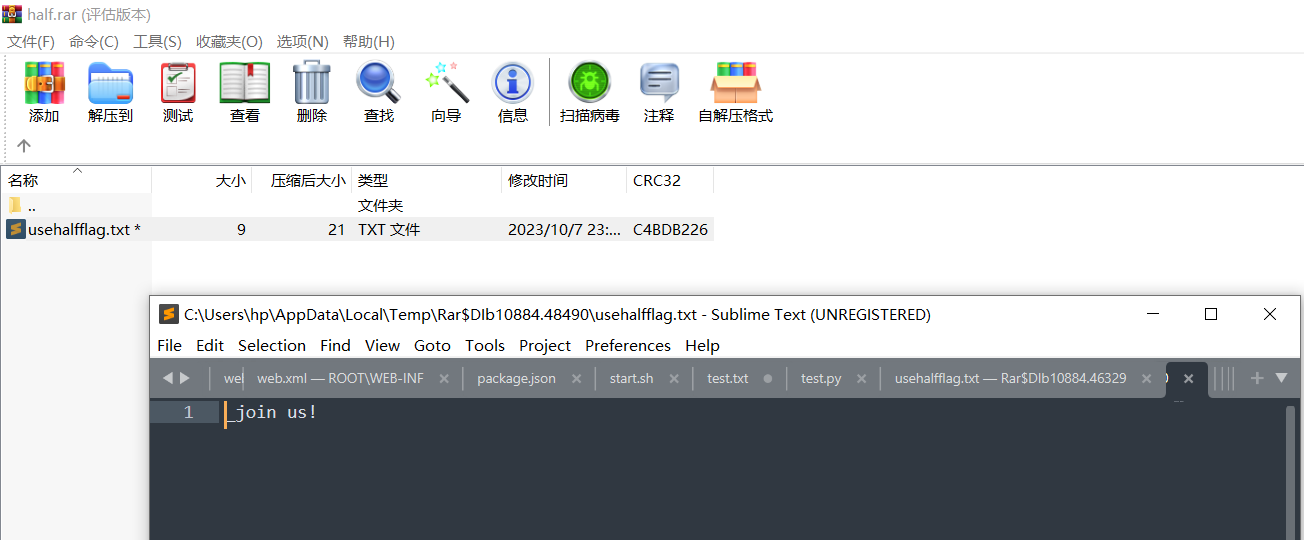 half.rar (评估版本)
文件(F) 命令(C) 工具(S) 收藏夹(O) 选项(N) 帮助(H)
添加 解压到 测试 查看 删除 查找 向导 信息 扫描病毒 注释 自解压格式
名称 大小 压缩后大小 类型 修改时间 CRC32
.. 文件夹
usehalfflag.txt * 9 21 TXT 文件 2023/10/7 23:... C4BDB226
C:\Users\hp\AppData\Local\Temp\Rar$DIb10884.48490\usehalfflag.txt - Sublime Text (UNREGISTERED)
File Edit Selection Find View Goto Tools Project Preferences Help
web.xml — ROOT\WEB-INF package.json start.sh test.txt test.py usehalfflag.txt — Rar$DIb10884.46329
1 _join us!